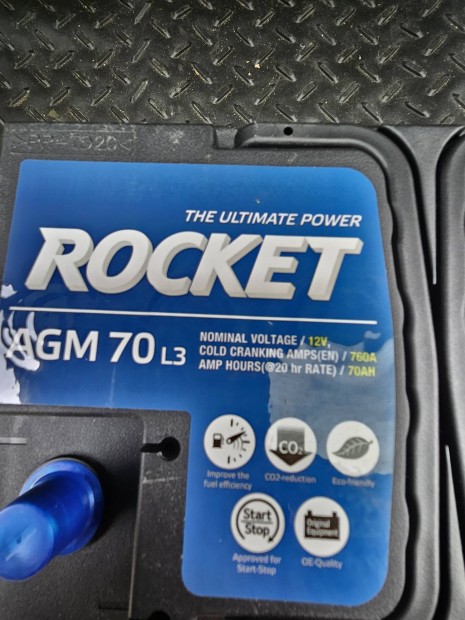 THE ULTIMATE POWER
ROCKET
AGM 70 L3
NOMINAL VOLTAGE / 12V,
COLD CRANKING AMPS(EN) / 760A
AMP HOURS(@20 hr RATE) / 70AH
CO₂
Improve the
fuel efficiency
CO2-reduction
Eco-friendly
Start
Stop
Original
Equipment
Approved for
Start-Stop
OE-Quality